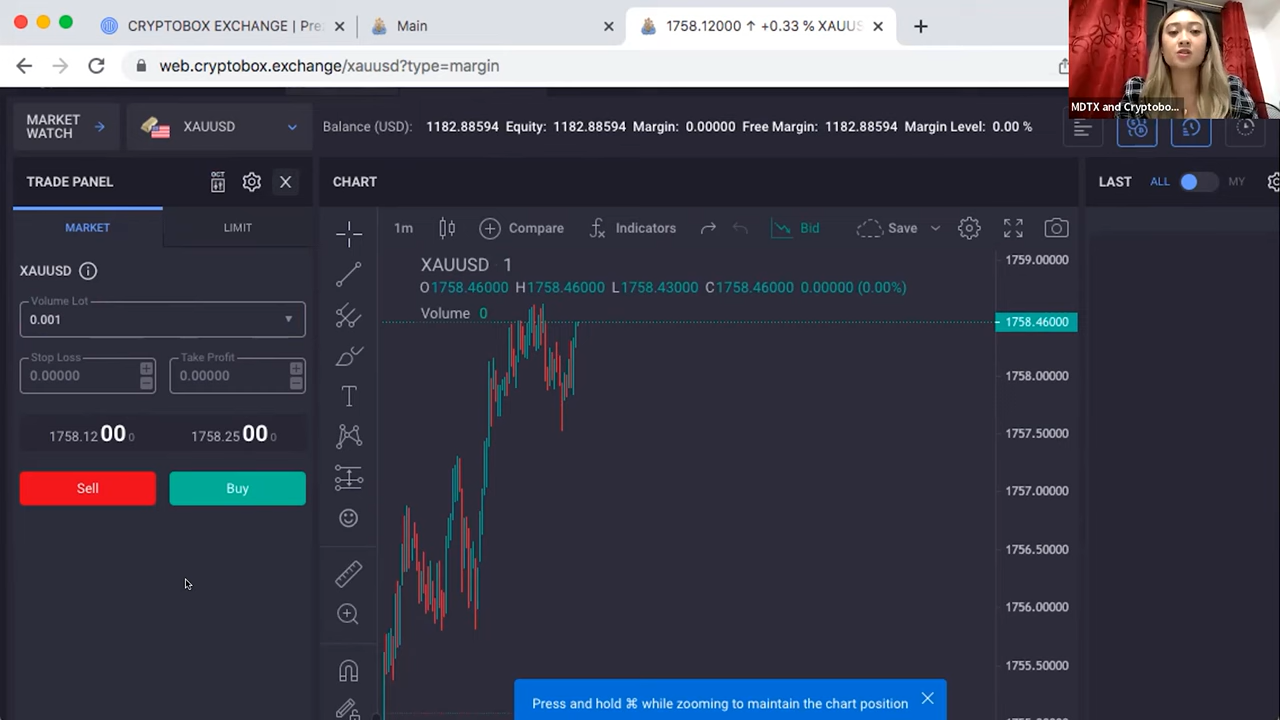 CRYPTOBOX EXCHANGE | Pre
Main
1758.12000 ↑ +0.33 % XAUUS
web.cryptobox.exchange/xauusd?type=margin
MDTX and Cryptobo...
MARKET
WATCH
XAUUSD
Balance (USD): 1182.88594 Equity: 1182.88594 Margin: 0.00000 Free Margin: 1182.88594 Margin Level: 0.00 %
TRADE PANEL
OCT
CHART
LAST ALL MY
MARKET
LIMIT
1m
Compare
Indicators
Bid
Save
XAUUSD
Volume Lot
0.001
Stop Loss
0.00000
Take Profit
0.00000
1758.12 00 0
1758.25 00 0
Sell
Buy
XAUUSD 1
O1758.46000 H1758.46000 L1758.43000 C1758.46000 0.00000 (0.00%)
Volume 0
1759.00000
1758.46000
1758.00000
1757.50000
1757.00000
1756.50000
1756.00000
1755.50000
Press and hold ⌘ while zooming to maintain the chart position